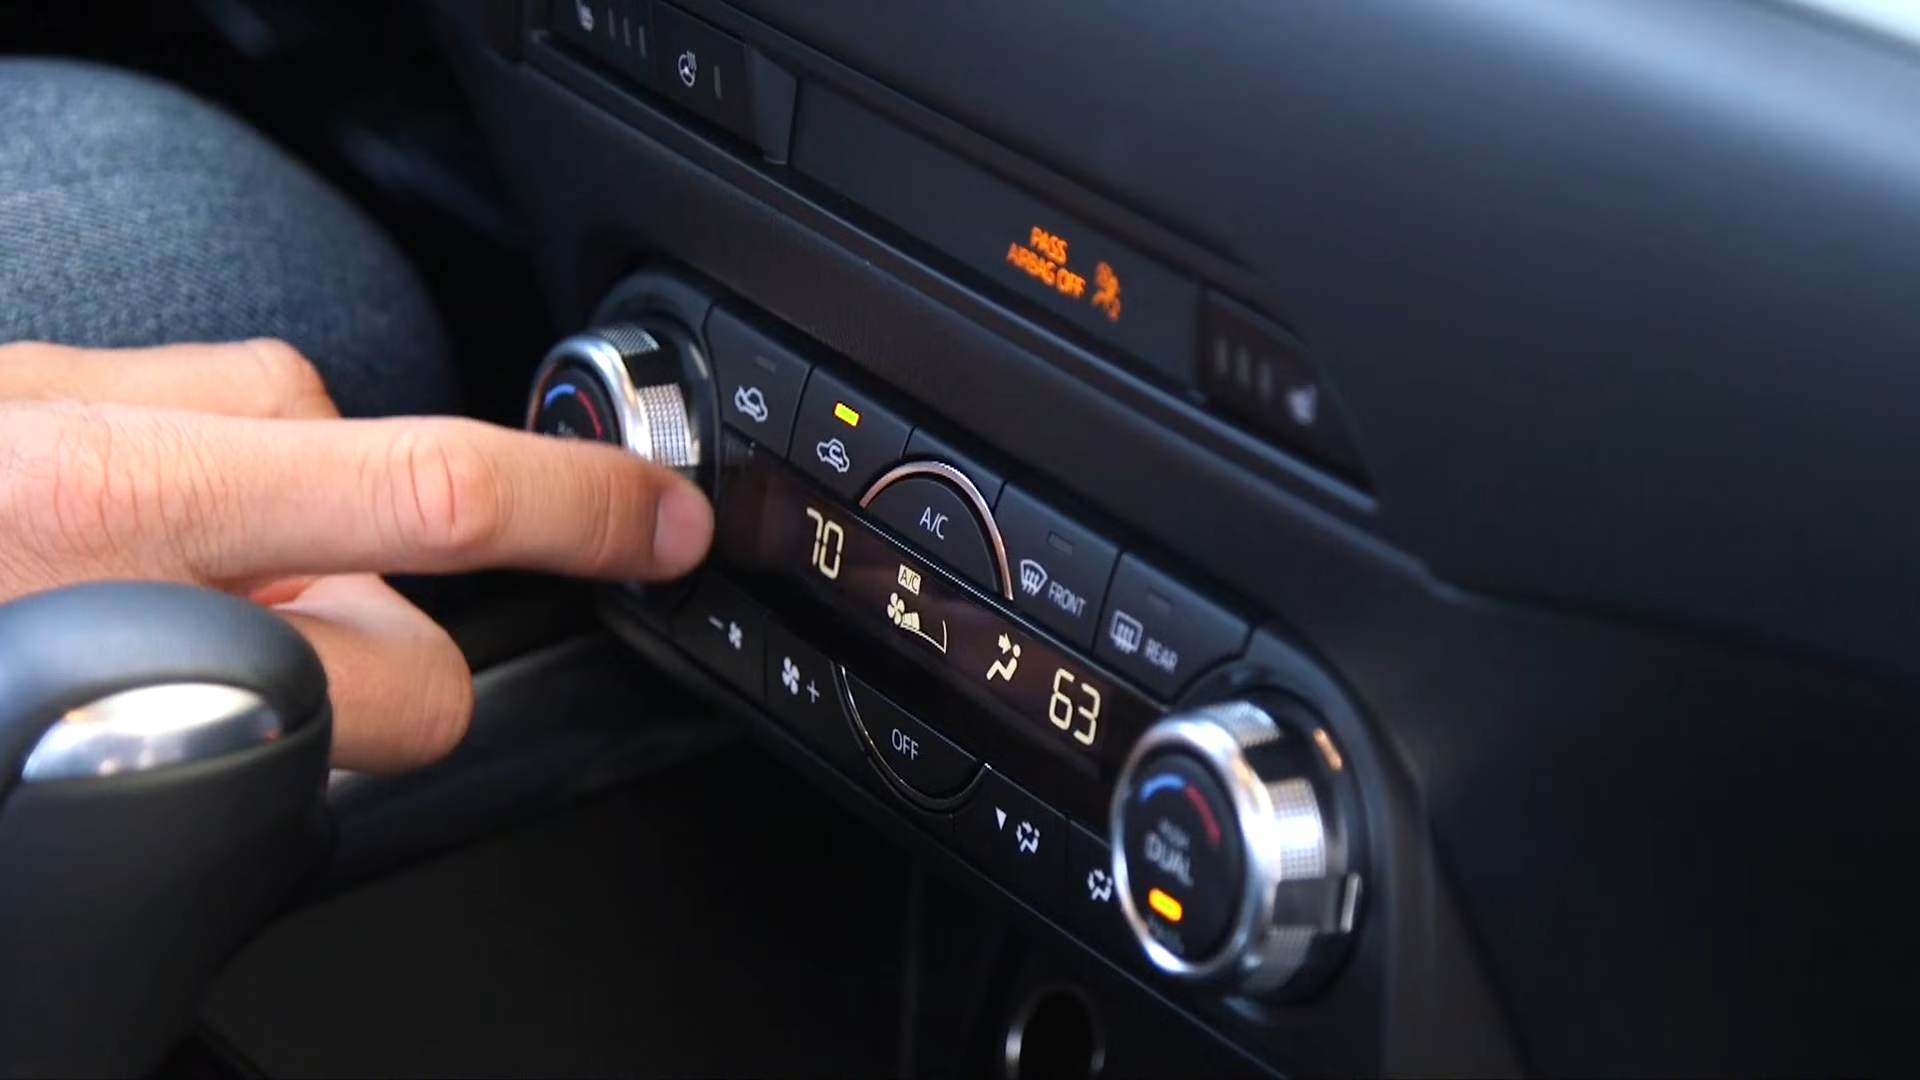 PASS
AIRBAG OFF
A/C
70
A/C
FRONT
REAR
63
OFF
DUAL